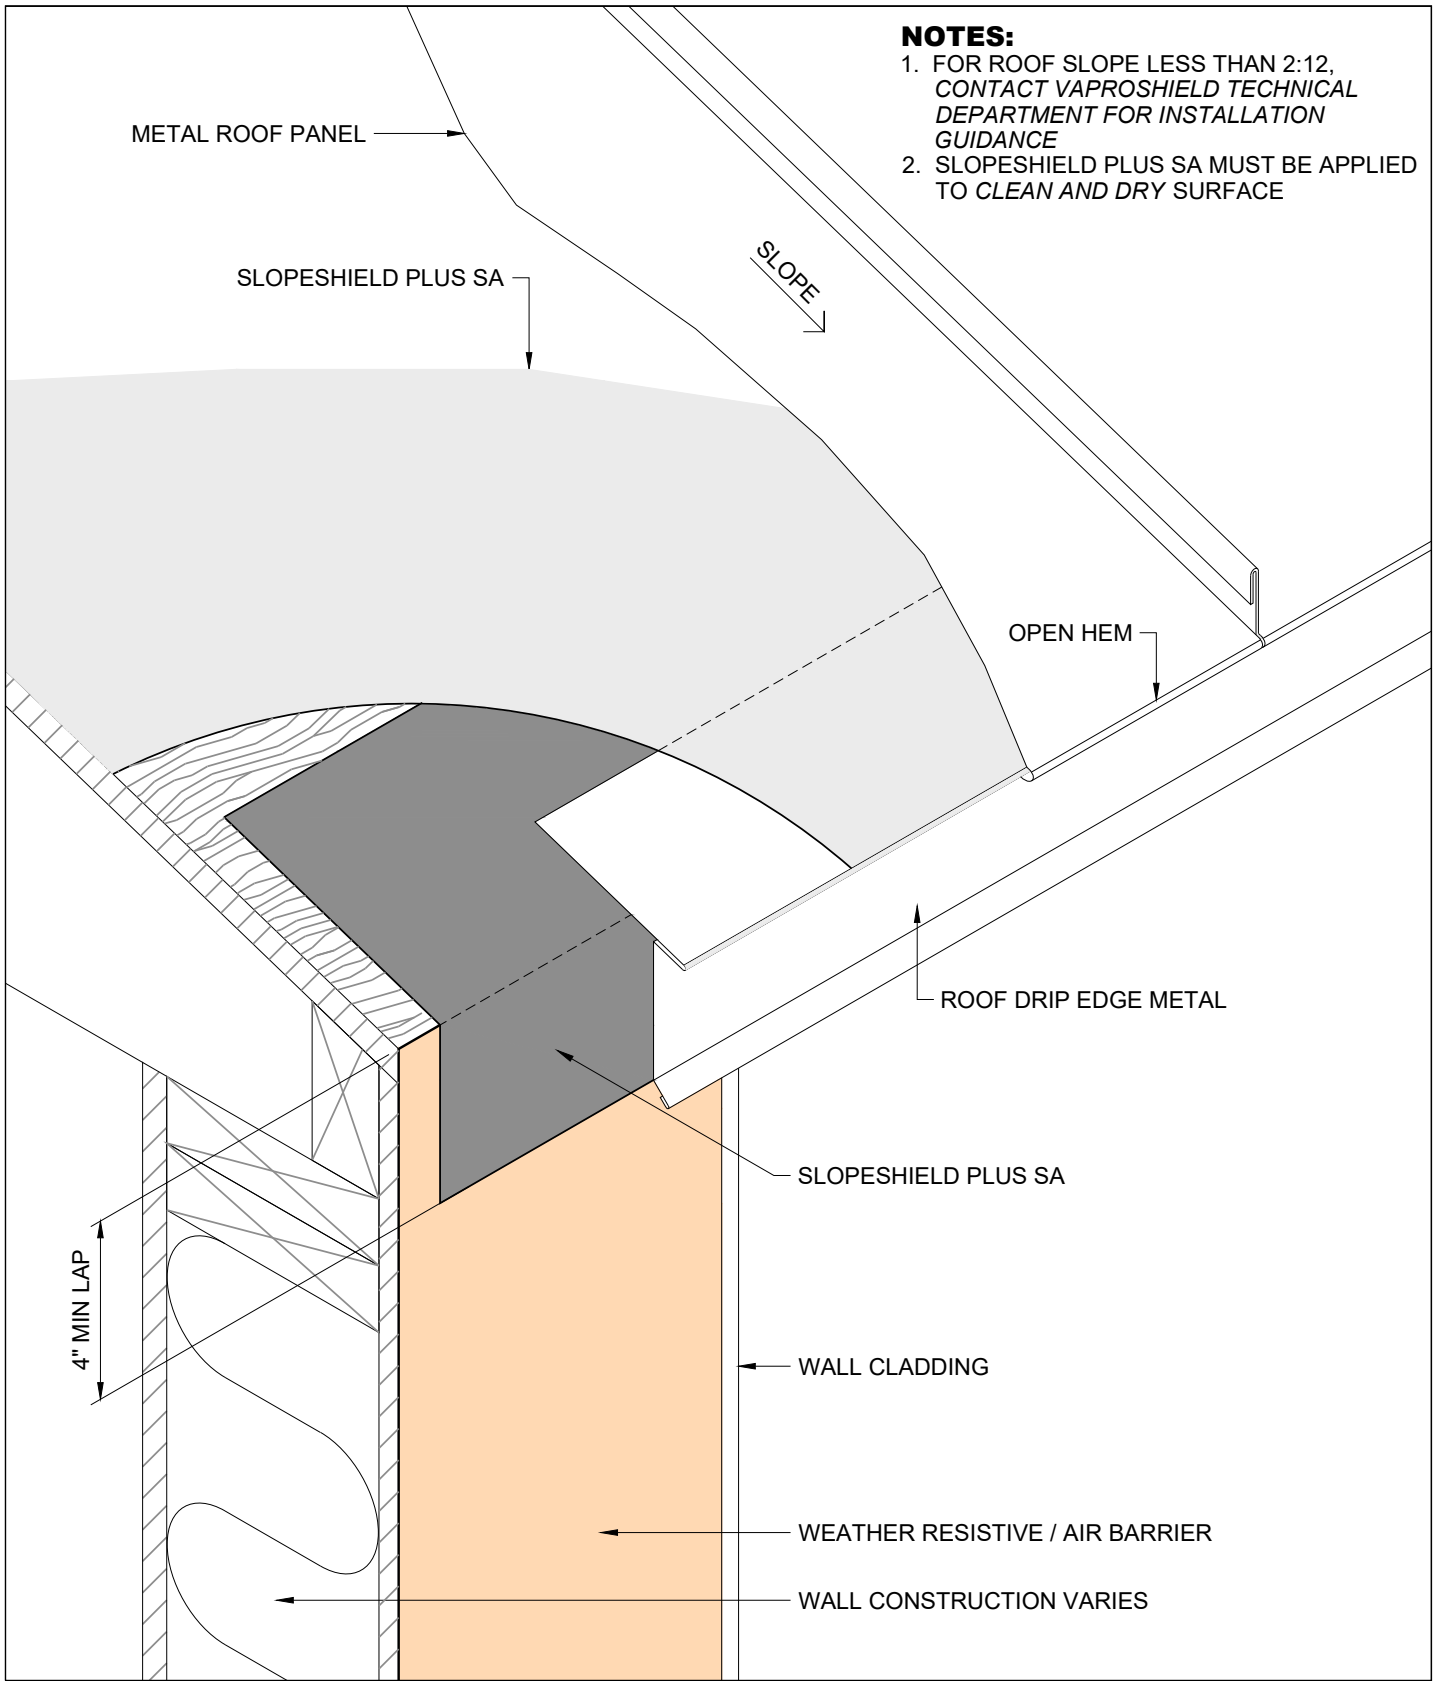 NOTES:
1. FOR ROOF SLOPE LESS THAN 2:12,
CONTACT VAPROSHIELD TECHNICAL
DEPARTMENT FOR INSTALLATION
GUIDANCE
2. SLOPESHIELD PLUS SA MUST BE APPLIED
TO CLEAN AND DRY SURFACE
METAL ROOF PANEL
SLOPESHIELD PLUS SA
SLOPE
OPEN HEM
ROOF DRIP EDGE METAL
SLOPESHIELD PLUS SA
4" MIN LAP
WALL CLADDING
WEATHER RESISTIVE / AIR BARRIER
WALL CONSTRUCTION VARIES